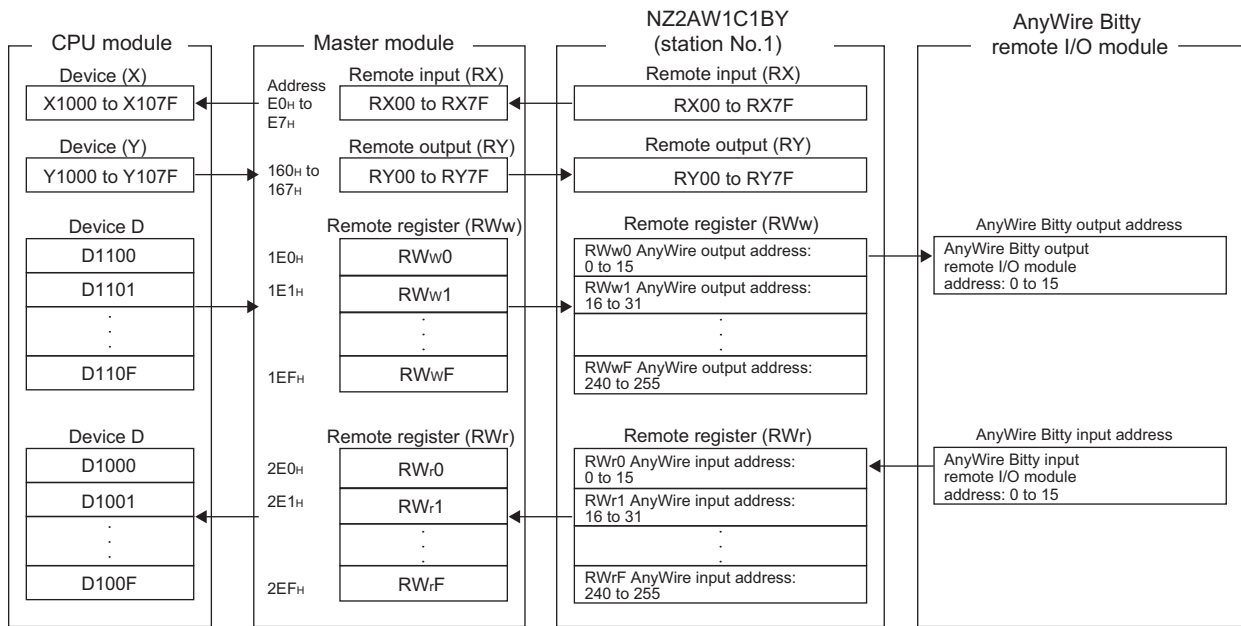 CPU module
Device (X)
X1000 to X107F
Device (Y)
Y1000 to Y107F
Device D
D1100
D1101
.
.
.
D110F
Device D
D1000
D1001
.
.
.
D100F
Master module
Address
E0H to
E7H
Remote input (RX)
RX00 to RX7F
160H to
167H
Remote output (RY)
RY00 to RY7F
Remote register (RWw)
1E0H
RWw0
1E1H
RWw1
.
.
.
1EFH
RWwF
Remote register (RWr)
2E0H
RWr0
2E1H
RWr1
.
.
.
2EFH
RWrF
NZ2AW1C1BY
(station No.1)
Remote input (RX)
RX00 to RX7F
Remote output (RY)
RY00 to RY7F
Remote register (RWw)
RWw0 AnyWire output address:
0 to 15
RWw1 AnyWire output address:
16 to 31
.
.
.
RWwF AnyWire output address:
240 to 255
Remote register (RWr)
RWr0 AnyWire input address:
0 to 15
RWr1 AnyWire input address:
16 to 31
.
.
.
RWrF AnyWire input address:
240 to 255
AnyWire Bitty
remote I/O module
AnyWire Bitty output address
AnyWire Bitty output
remote I/O module
address: 0 to 15
AnyWire Bitty input address
AnyWire Bitty input
remote I/O module
address: 0 to 15